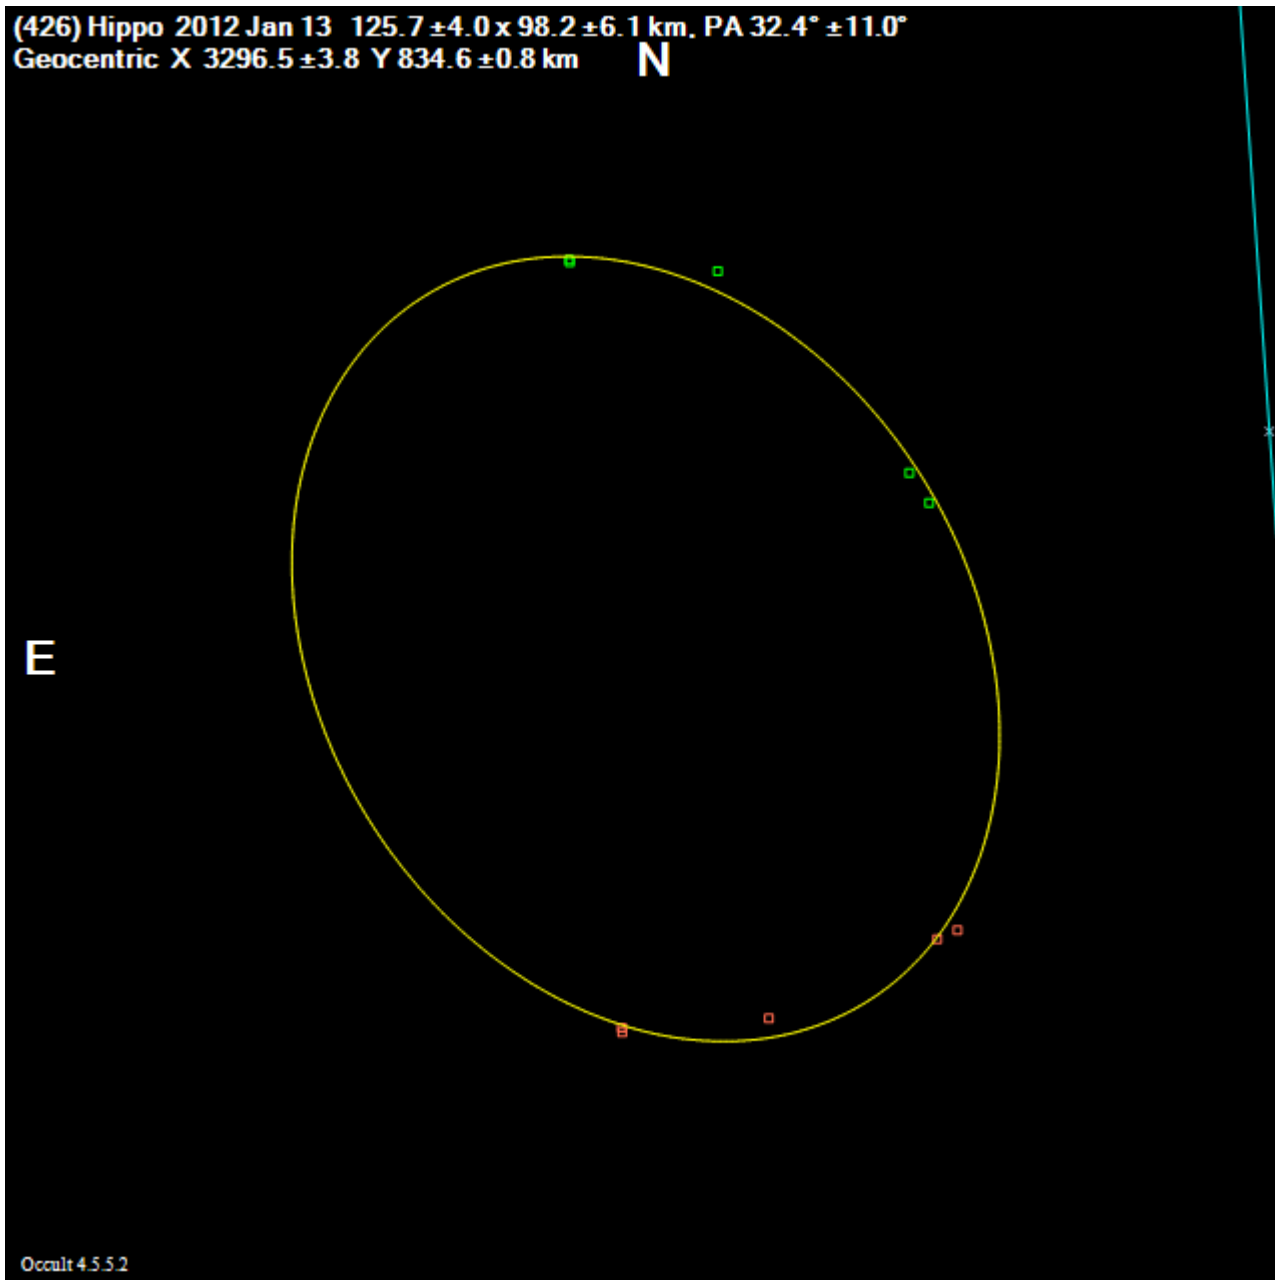 (426) Hippo 2012 Jan 13 125.7 ±4.0 x 98.2 ±6.1 km, PA 32.4° ±11.0°
Geocentric X 3296.5 ±3.8 Y 834.6 ±0.8 km
N
E
Occult 4.5.5.2